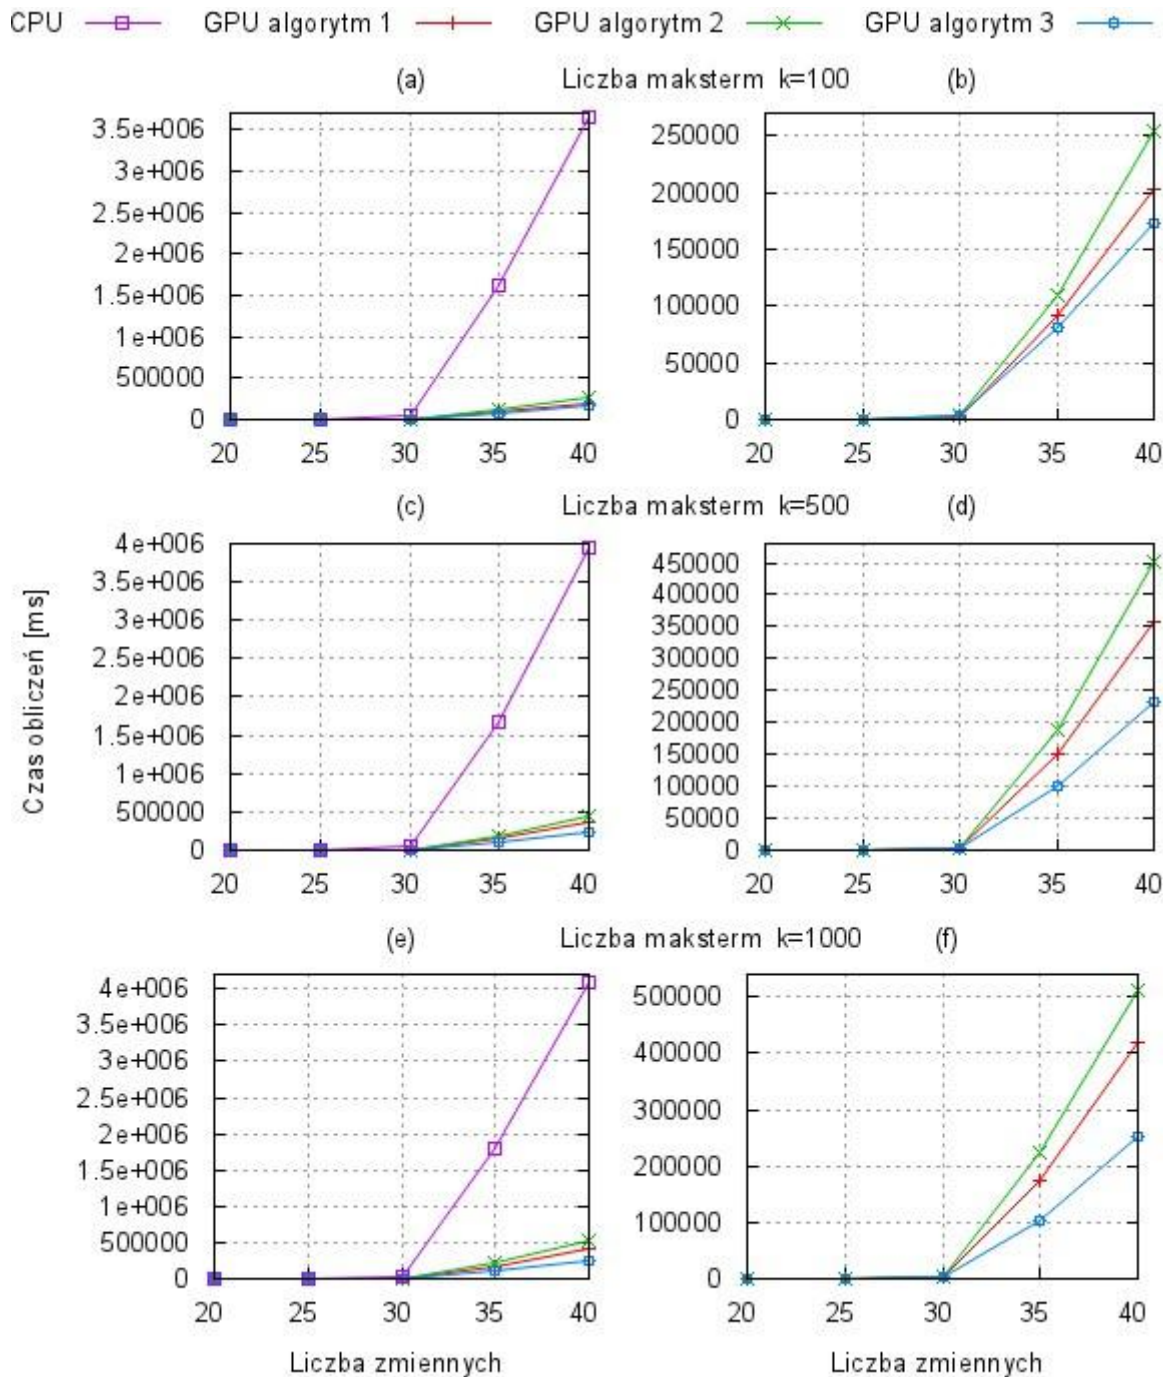 CPU GPU algorytm 1 GPU algorytm 2 GPU algorytm 3
(a) Liczba maksterm k=100 (b)
3.5e+006
3e+006
2.5e+006
2e+006
1.5e+006
1e+006
500000
0
20 25 30 35 40
250000
200000
150000
100000
50000
0
20 25 30 35 40
(c) Liczba maksterm k=500 (d)
Czas obliczeń [ms]
4e+006
3.5e+006
3e+006
2.5e+006
2e+006
1.5e+006
1e+006
500000
0
20 25 30 35 40
450000
400000
350000
300000
250000
200000
150000
100000
50000
0
20 25 30 35 40
(e) Liczba maksterm k=1000 (f)
4e+006
3.5e+006
3e+006
2.5e+006
2e+006
1.5e+006
1e+006
500000
0
20 25 30 35 40
Liczba zmiennych
500000
400000
300000
200000
100000
0
20 25 30 35 40
Liczba zmiennych